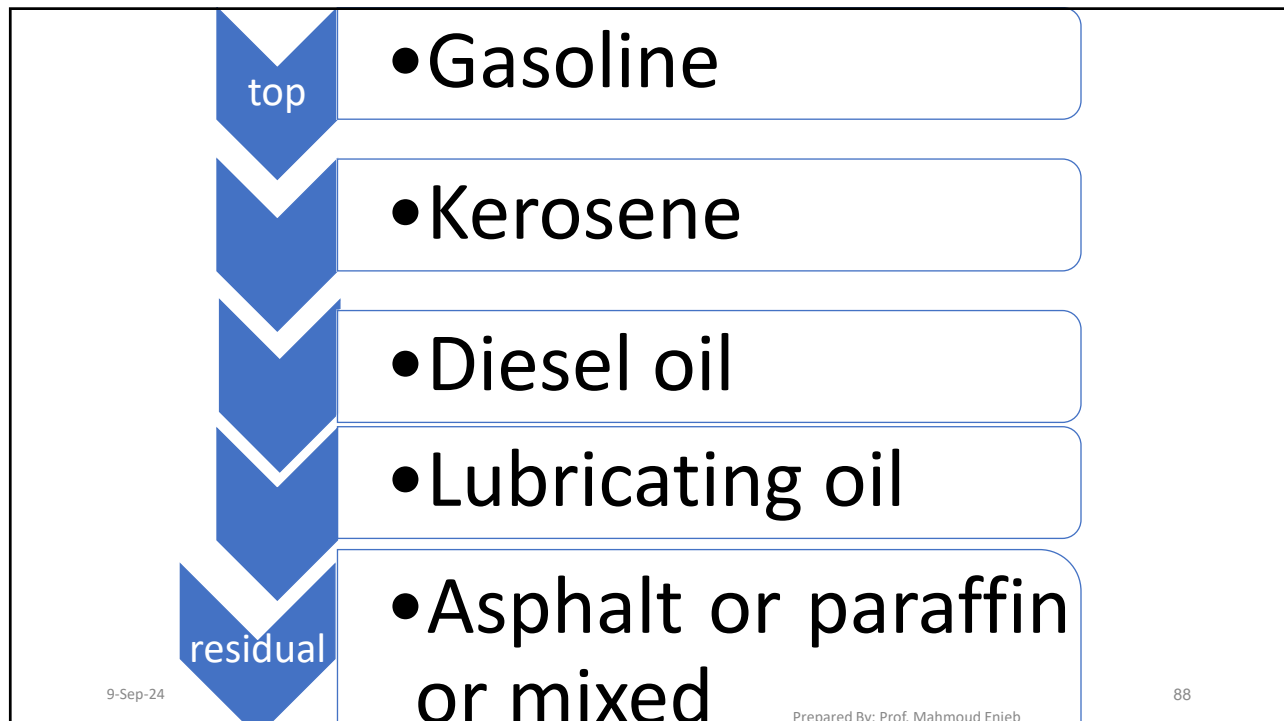 top
•Gasoline
•Kerosene
•Diesel oil
•Lubricating oil
residual
•Asphalt or paraffin
or mixed
9-Sep-24
Prepared By: Prof. Mahmoud Enieb
88